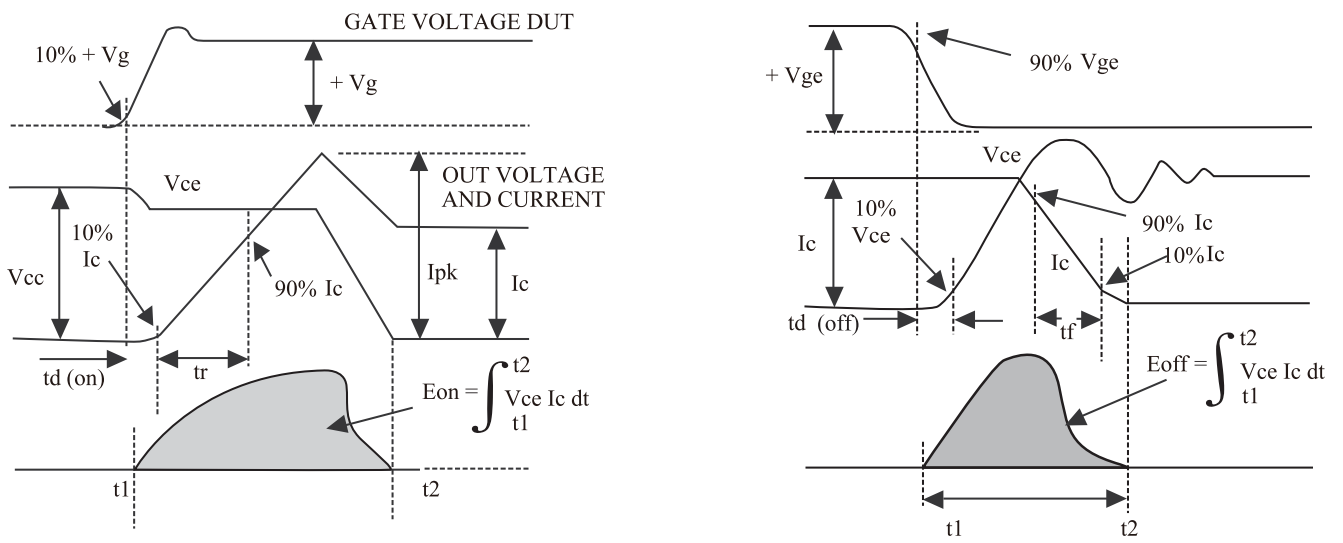 GATE VOLTAGE DUT
10% + Vg
+ Vg
Vce
OUT VOLTAGE
AND CURRENT
10%
Ic
Vcc
90% Ic
Ipk
Ic
td (on)
tr
Eon = ∫ t2 t1 Vce Ic dt
t1
t2
90% Vge
+ Vge
Vce
10%
Vce
90% Ic
Ic
Ic
10%Ic
td (off)
tf
Eoff = ∫ t2 t1 Vce Ic dt
t1
t2